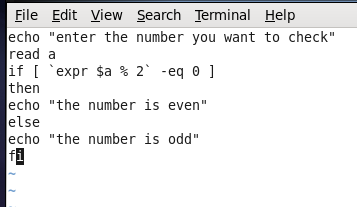 File Edit View Search Terminal Help
echo "enter the number you want to check"
read a
if [ `expr $a % 2` -eq 0 ]
then
echo "the number is even"
else
echo "the number is odd"
fi
~
~
~